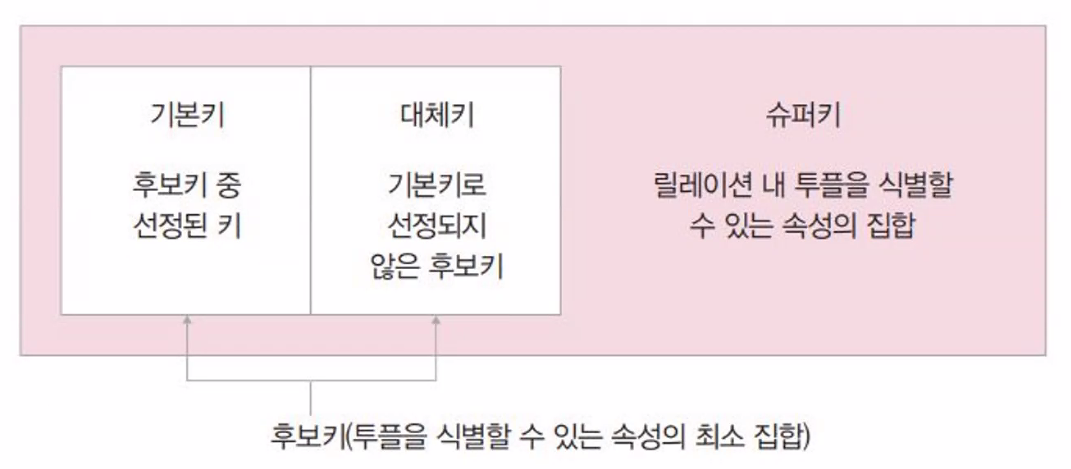 기본키
후보키 중
선정된 키
대체키
기본키로
선정되지
않은 후보키
슈퍼키
릴레이션 내 투플을 식별할
수 있는 속성의 집합
후보키(투플을 식별할 수 있는 속성의 최소 집합)